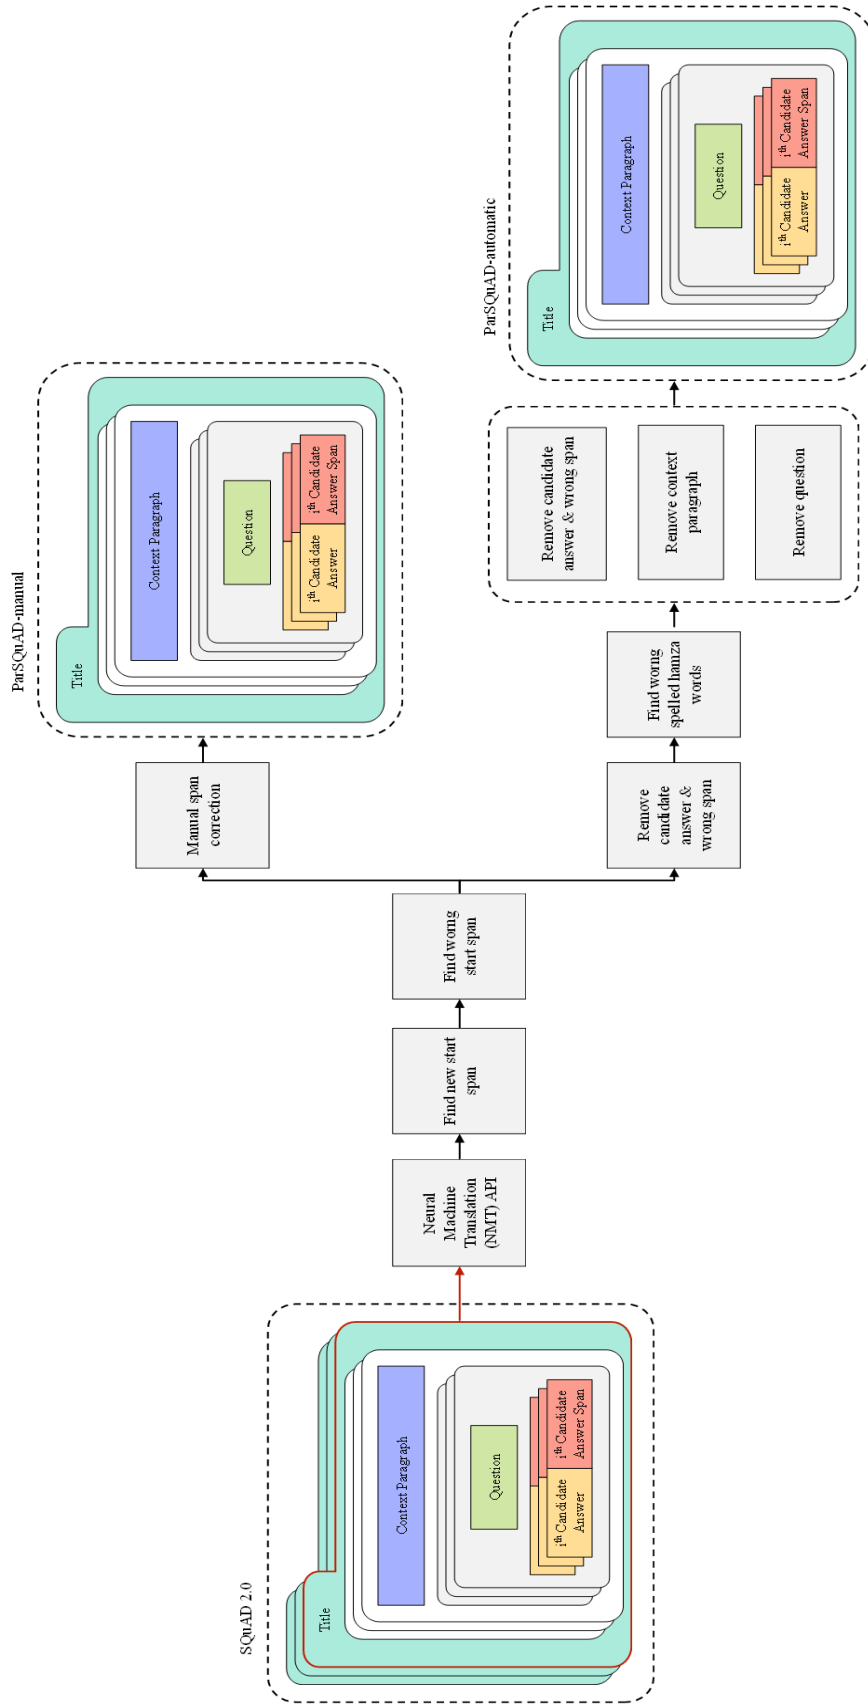 SQuAD 2.0
Title
Context Paragraph
Question
ith Candidate
Answer
ith Candidate
Answer Span
Neural
Machine
Translation
(NMT) API
Find new start
span
Find worng
start span
Manual span
correction
ParSQuAD-manual
Title
Context Paragraph
Question
ith Candidate
Answer
ith Candidate
Answer Span
Remove
candidate
answer &
wrong span
Find worng
spelled hamza
words
Remove candidate
answer & wrong span
Remove context
paragraph
Remove question
ParSQuAD-automatic
Title
Context Paragraph
Question
ith Candidate
Answer
ith Candidate
Answer Span